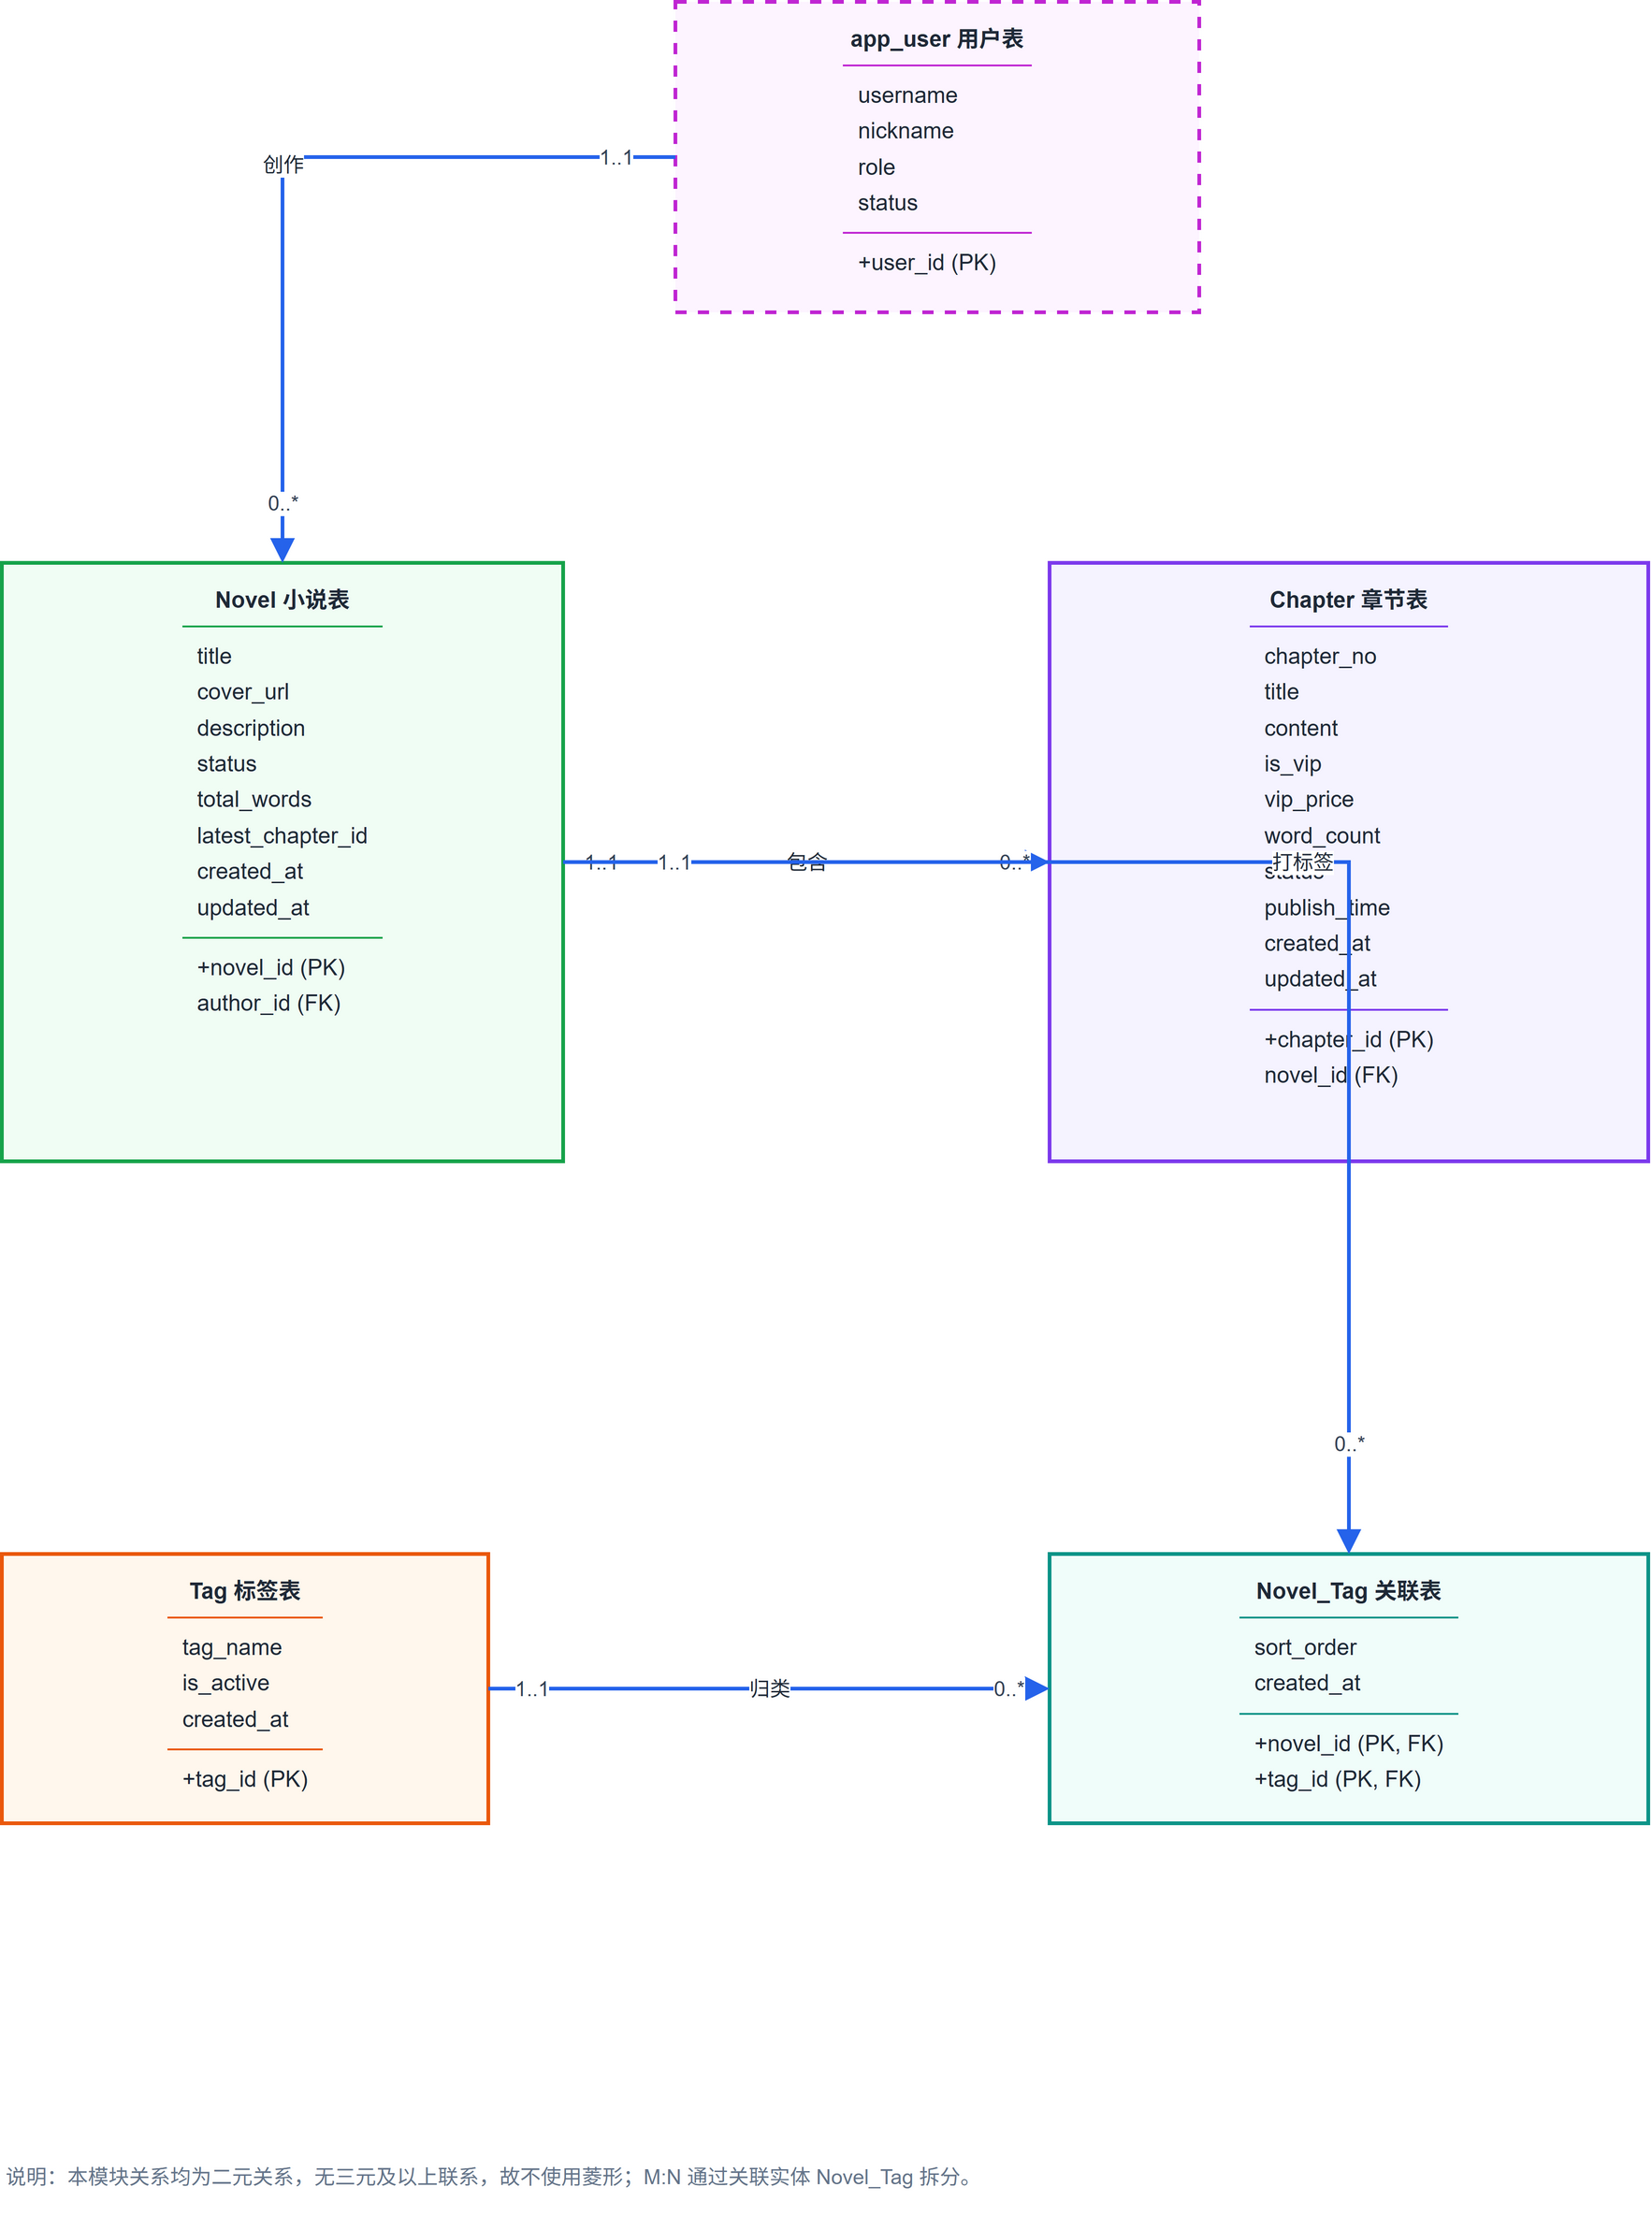 app_user 用户表
username
nickname
role
status
+user_id (PK)
创作
1..1
0..*
Novel 小说表
title
cover_url
description
status
total_words
latest_chapter_id
created_at
updated_at
+novel_id (PK)
author_id (FK)
1..1
1..1
包含
0..*
Chapter 章节表
chapter_no
title
content
is_vip
vip_price
word_count
打标签
status
publish_time
created_at
updated_at
+chapter_id (PK)
novel_id (FK)
0..*
Tag 标签表
tag_name
is_active
created_at
+tag_id (PK)
1..1
归类
0..*
Novel_Tag 关联表
sort_order
created_at
+novel_id (PK, FK)
+tag_id (PK, FK)
说明：本模块关系均为二元关系，无三元及以上联系，故不使用菱形；M:N 通过关联实体 Novel_Tag 拆分。